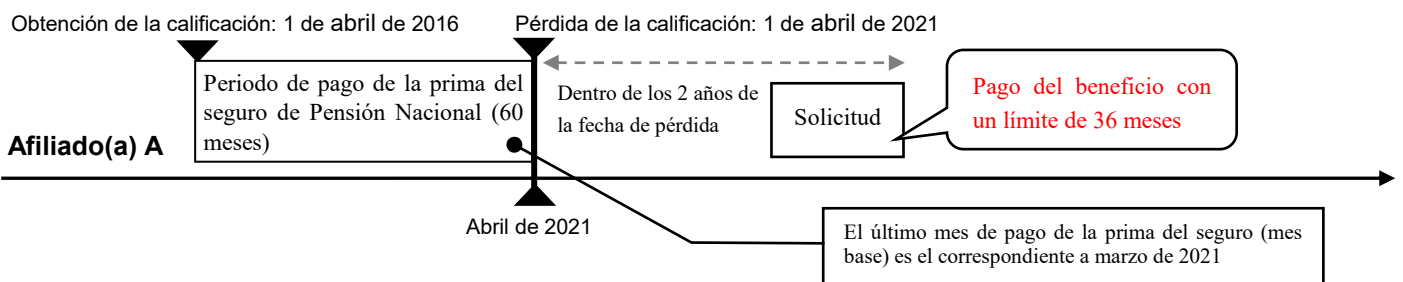 Obtención de la calificación: 1 de abril de 2016
Pérdida de la calificación: 1 de abril de 2021
Periodo de pago de la prima del
seguro de Pensión Nacional (60
meses)
Dentro de los 2 años de
la fecha de pérdida
Solicitud
Pago del beneficio con
un límite de 36 meses
Afiliado(a) A
Abril de 2021
El último mes de pago de la prima del seguro (mes
base) es el correspondiente a marzo de 2021